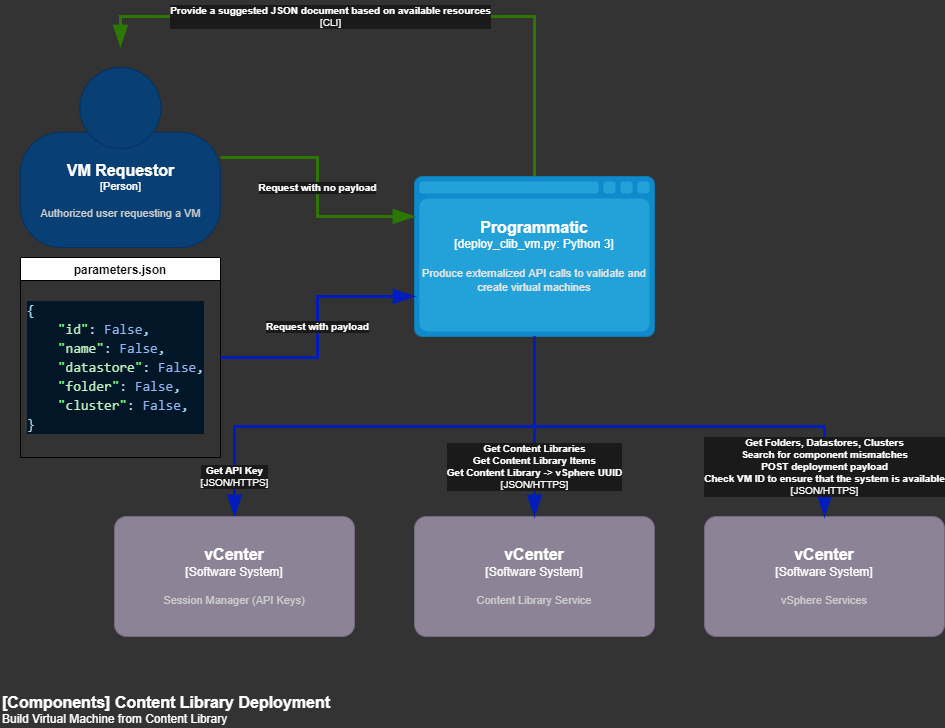 Provide a suggested JSON document based on available resources
[CLI]
VM Requestor
[Person]
Authorized user requesting a VM
Request with no payload
Programmatic
[deploy_clib_vm.py: Python 3]
Produce externalized API calls to validate and
create virtual machines
parameters.json
{
"id": False,
"name": False,
"datastore": False,
"folder": False,
"cluster": False,
}
Request with payload
Get API Key
[JSON/HTTPS]
Get Content Libraries
Get Content Library Items
Get Content Library -> vSphere UUID
[JSON/HTTPS]
Get Folders, Datastores, Clusters
Search for component mismatches
POST deployment payload
Check VM ID to ensure that the system is available
[JSON/HTTPS]
vCenter
[Software System]
Session Manager (API Keys)
vCenter
[Software System]
Content Library Service
vCenter
[Software System]
vSphere Services
[Components] Content Library Deployment
Build Virtual Machine from Content Library